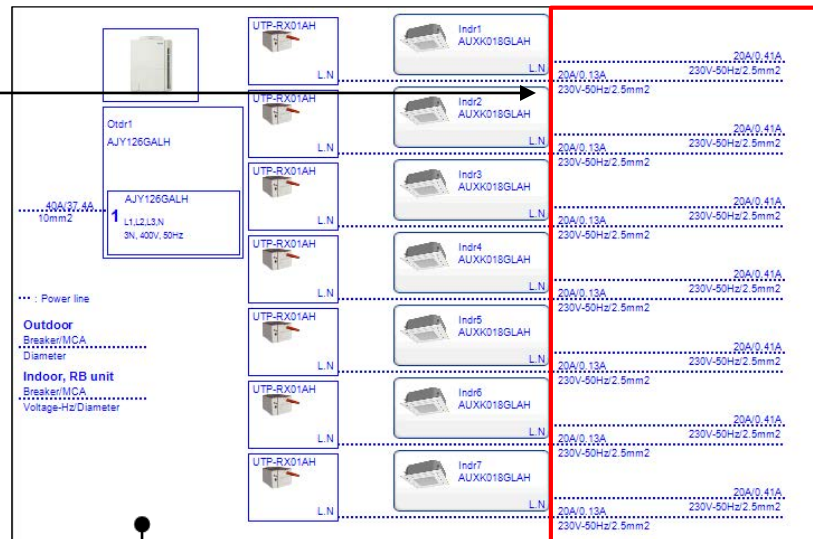 UTP-RX01AH
L.N
Indr1
AUXK018GLAH
L.N
20A/0.41A
230V-50Hz/2.5mm2
20A/0.13A
230V-50Hz/2.5mm2
Otdr1
AJY126GALH
AJY126GALH
1
L1,L2,L3,N
3N, 400V, 50Hz
40A/37.4A
10mm2
UTP-RX01AH
L.N
Indr2
AUXK018GLAH
L.N
20A/0.41A
230V-50Hz/2.5mm2
20A/0.13A
230V-50Hz/2.5mm2
UTP-RX01AH
L.N
Indr3
AUXK018GLAH
L.N
20A/0.41A
230V-50Hz/2.5mm2
20A/0.13A
230V-50Hz/2.5mm2
UTP-RX01AH
L.N
Indr4
AUXK018GLAH
L.N
20A/0.41A
230V-50Hz/2.5mm2
20A/0.13A
230V-50Hz/2.5mm2
: Power line
Outdoor
Breaker/MCA
Diameter
Indoor, RB unit
Breaker/MCA
Voltage-Hz/Diameter
UTP-RX01AH
L.N
Indr5
AUXK018GLAH
L.N
20A/0.41A
230V-50Hz/2.5mm2
20A/0.13A
230V-50Hz/2.5mm2
UTP-RX01AH
L.N
Indr6
AUXK018GLAH
L.N
20A/0.41A
230V-50Hz/2.5mm2
20A/0.13A
230V-50Hz/2.5mm2
UTP-RX01AH
L.N
Indr7
AUXK018GLAH
L.N
20A/0.41A
230V-50Hz/2.5mm2
20A/0.13A
230V-50Hz/2.5mm2